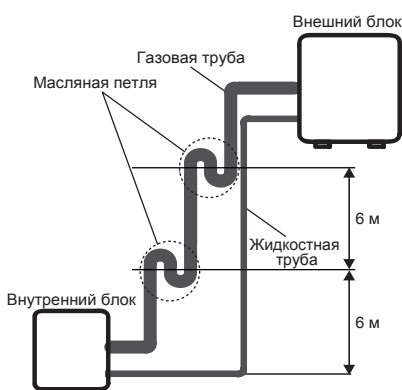 Внешний блок
Газовая труба
Масляная петля
6 м
Жидкостная
труба
Внутренний блок
6 м